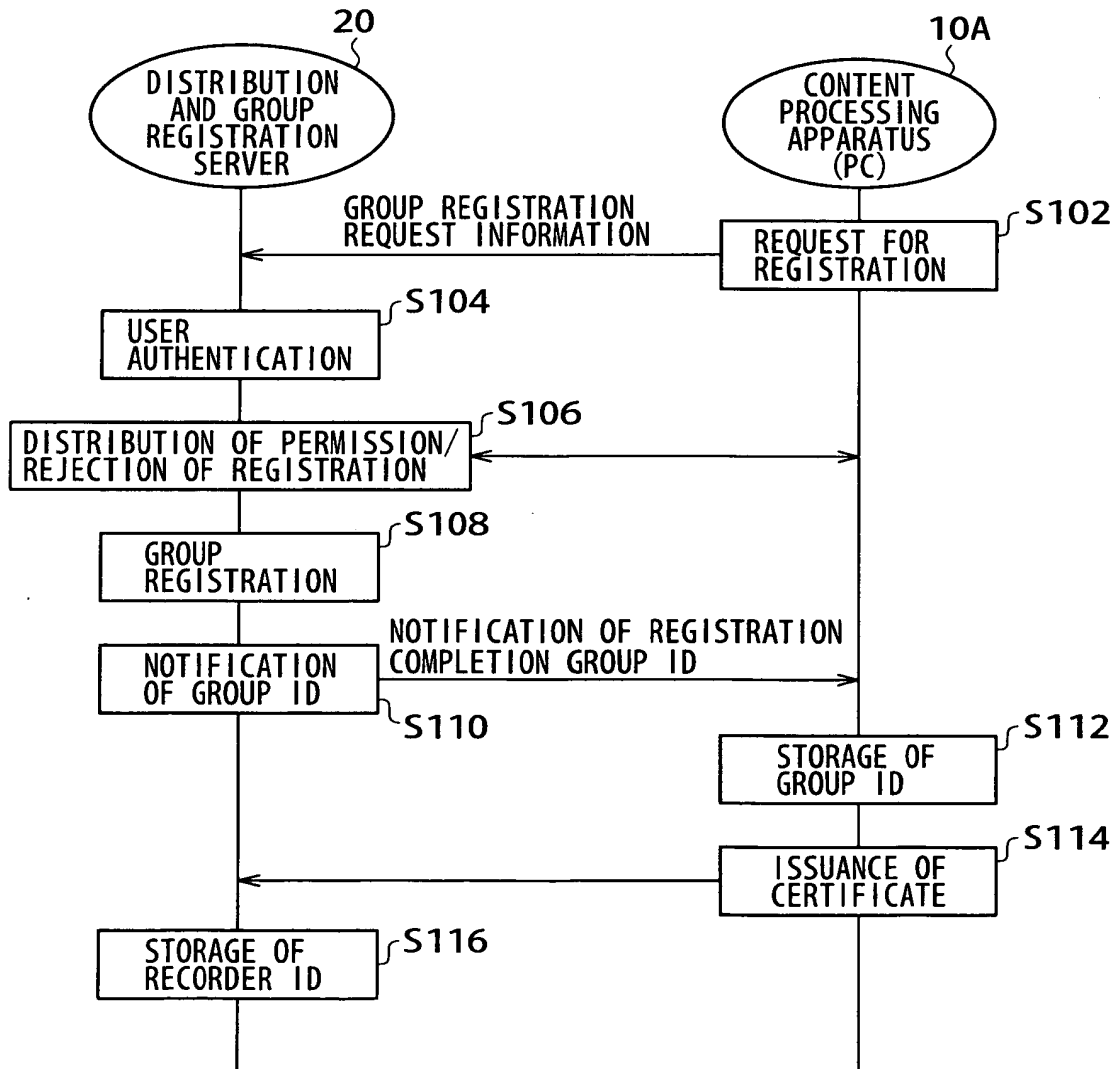 20
10A
DISTRIBUTION
AND GROUP
REGISTRATION
SERVER
CONTENT
PROCESSING
APPARATUS
(PC)
GROUP REGISTRATION
REQUEST INFORMATION
S102
REQUEST FOR
REGISTRATION
S104
USER
AUTHENTICATION
S106
DISTRIBUTION OF PERMISSION/
REJECTION OF REGISTRATION
S108
GROUP
REGISTRATION
NOTIFICATION OF REGISTRATION
COMPLETION GROUP ID
NOTIFICATION
OF GROUP ID
S110
S112
STORAGE OF
GROUP ID
S114
ISSUANCE OF
CERTIFICATE
S116
STORAGE OF
RECORDER ID